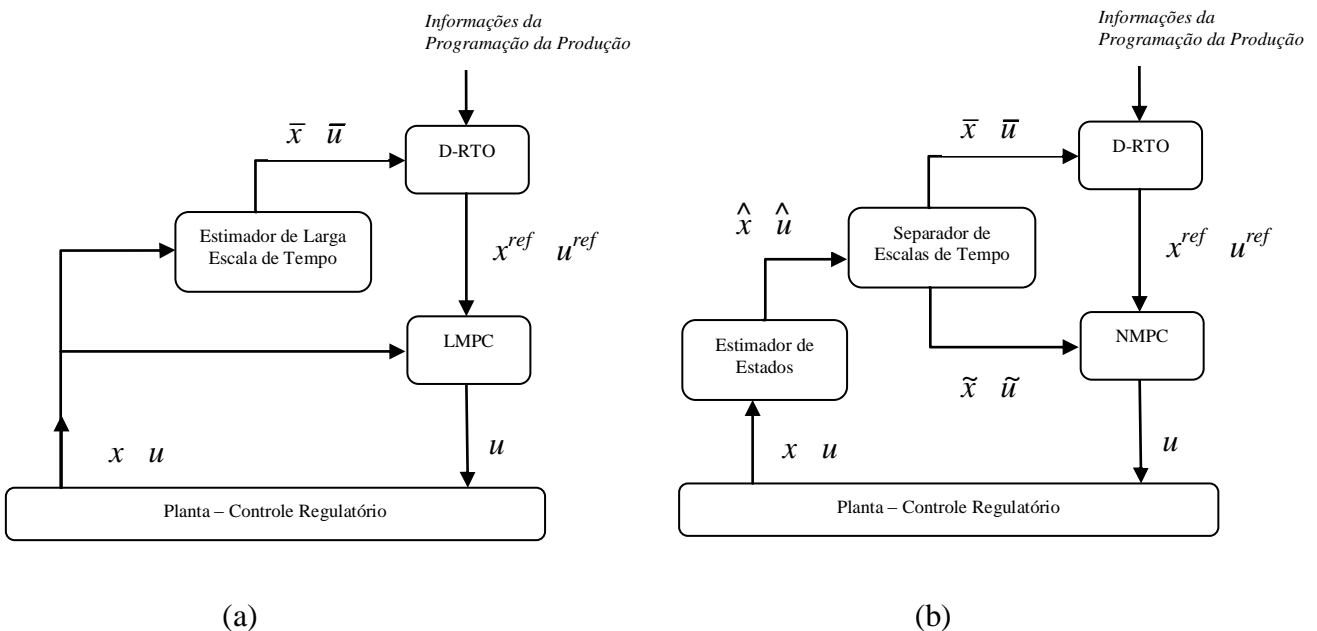 Informações da
Programação da Produção
x̅ u̅
D-RTO
Estimador de Larga
Escala de Tempo
x^ref u^ref
LMPC
x u
u
Planta – Controle Regulatório
(a)
Informações da
Programação da Produção
x̅ u̅
D-RTO
x̂ û
Separador de
Escalas de Tempo
x^ref u^ref
Estimador de
Estados
NMPC
x̃ ũ
x u
u
Planta – Controle Regulatório
(b)